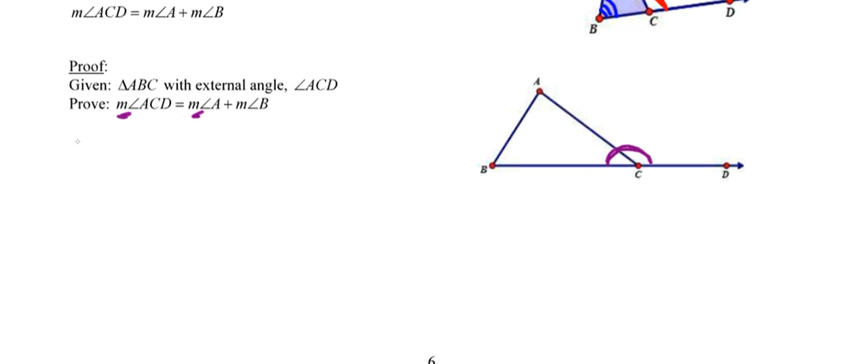 m∠ACD = m∠A + m∠B
B
C
D
Proof:
Given: ΔABC with external angle, ∠ACD
Prove: m∠ACD = m∠A + m∠B
A
B
C
D
6